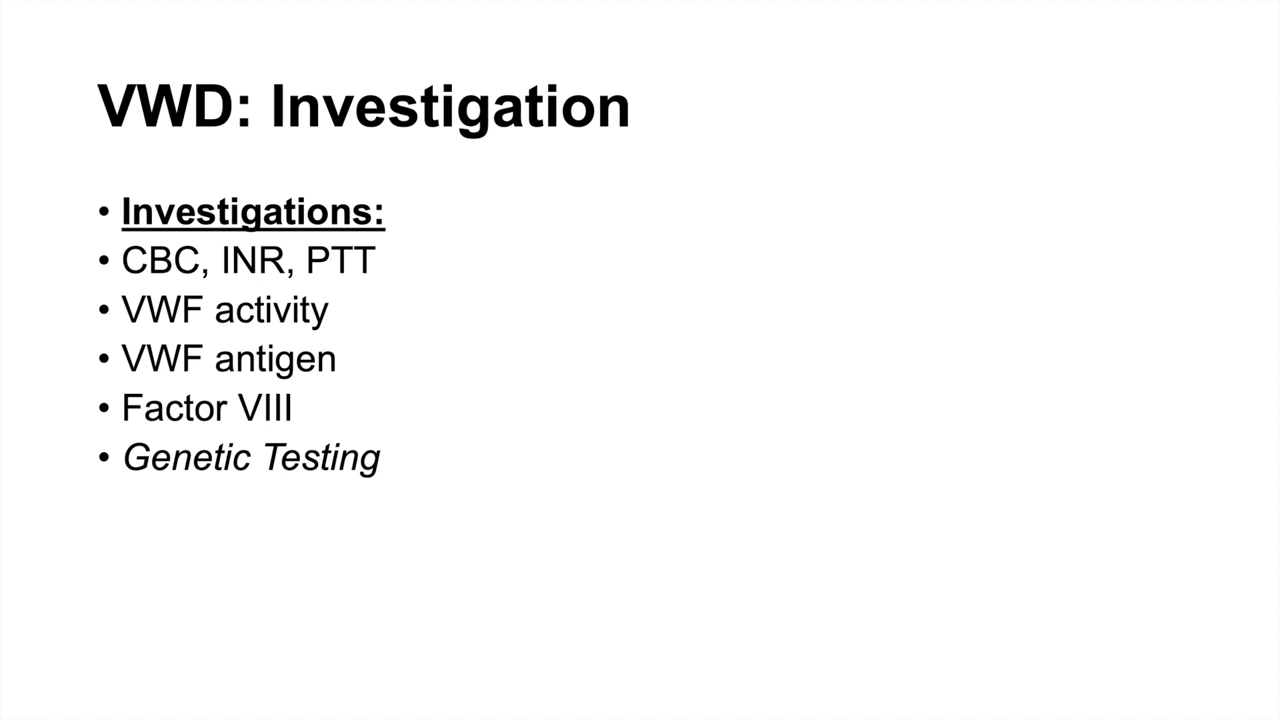 VWD: Investigation
• Investigations:
• CBC, INR, PTT
• VWF activity
• VWF antigen
• Factor VIII
• Genetic Testing